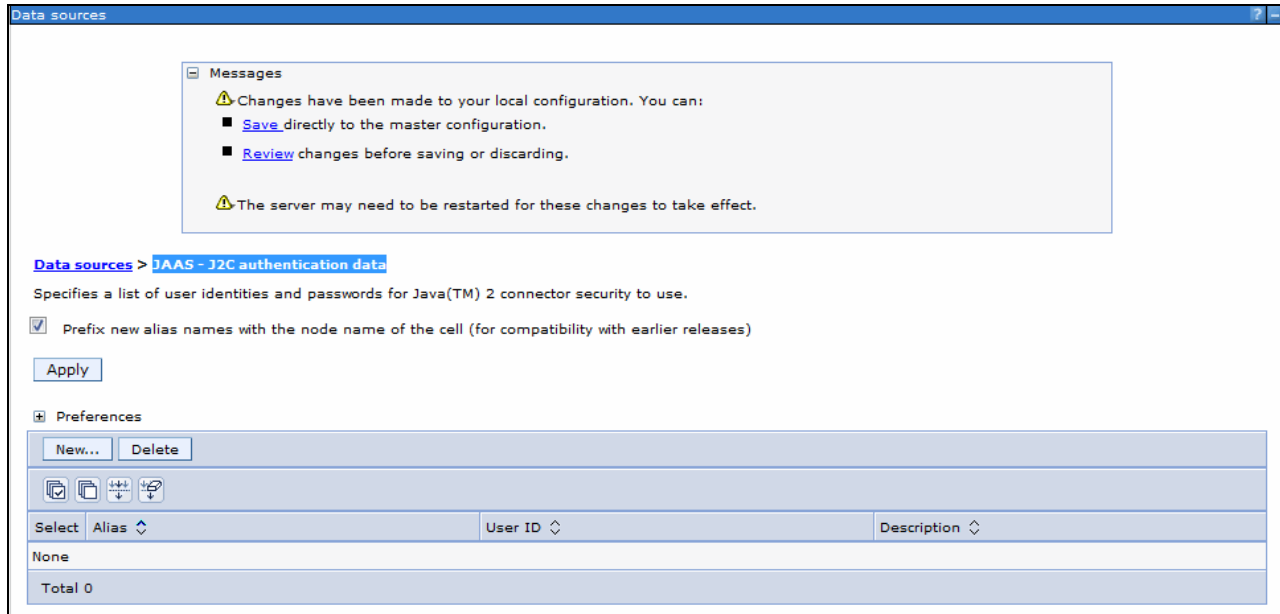 Data sources ? –
Messages
Changes have been made to your local configuration. You can:
Save directly to the master configuration.
Review changes before saving or discarding.
The server may need to be restarted for these changes to take effect.
Data sources > JAAS - J2C authentication data
Specifies a list of user identities and passwords for Java(TM) 2 connector security to use.
Prefix new alias names with the node name of the cell (for compatibility with earlier releases)
Apply
Preferences
New... Delete
Select Alias User ID Description
None
Total 0